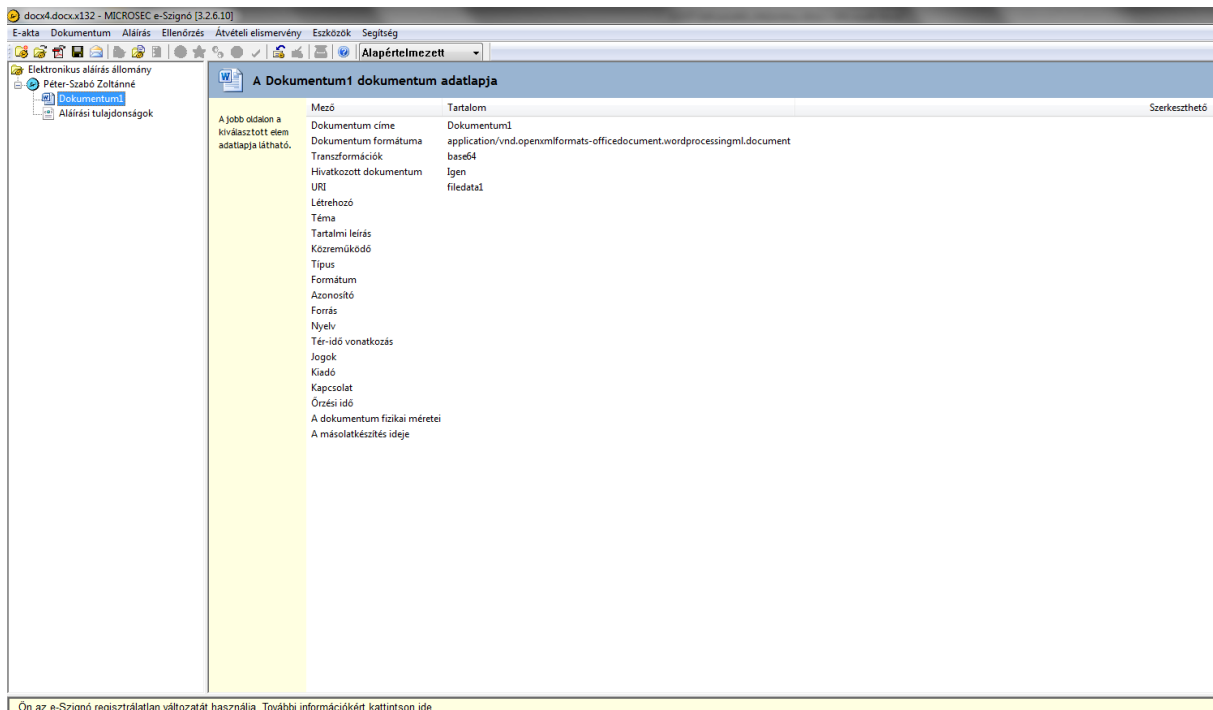 docx4.docx.x132 - MICROSEC e-Szignó [3.2.6.10]
E-akta Dokumentum Aláírás Ellenőrzés Átvételi elismervény Eszközök Segítség
Alapértelmezett
Elektronikus aláírás állomány
Péter-Szabó Zoltánné
Dokumentum1
Aláírási tulajdonságok
A Dokumentum1 dokumentum adatlapja
A jobb oldalon a
kiválasztott elem
adatlapja látható.
Mező Tartalom Szerkeszthető
Dokumentum címe Dokumentum1
Dokumentum formátuma application/vnd.openxmlformats-officedocument.wordprocessingml.document
Transzformációk base64
Hivatkozott dokumentum Igen
URI filedata1
Létrehozó
Téma
Tartalmi leírás
Közreműködő
Típus
Formátum
Azonosító
Forrás
Nyelv
Tér-idő vonatkozás
Jogok
Kiadó
Kapcsolat
Őrzési idő
A dokumentum fizikai méretei
A másolatkészítés ideje
Ön az e-Szignó regisztrálatlan változatát használja. További információkért kattintson ide